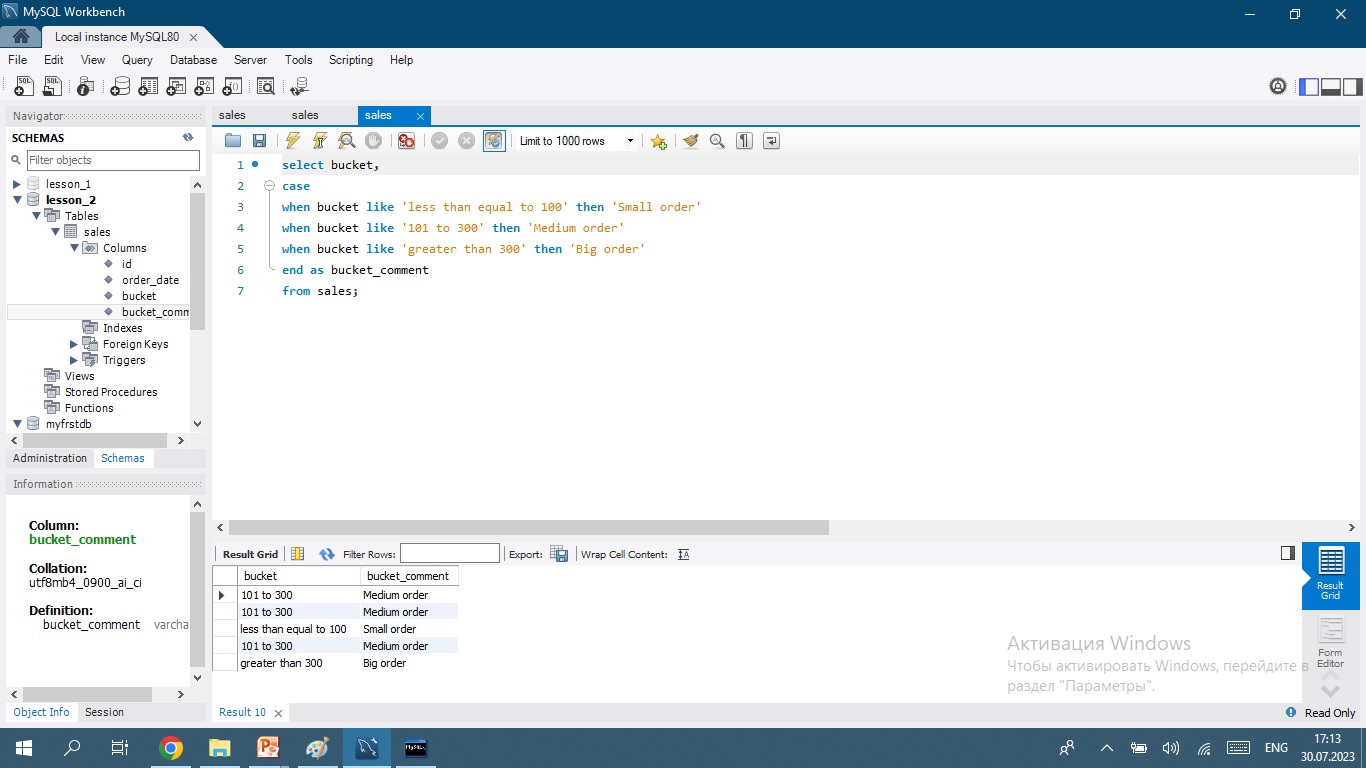 MySQL Workbench
Local instance MySQL80
File Edit View Query Database Server Tools Scripting Help
Navigator
SCHEMAS
Filter objects
lesson_1
lesson_2
Tables
sales
Columns
id
order_date
bucket
bucket_comm
Indexes
Foreign Keys
Triggers
Views
Stored Procedures
Functions
myfrstdb
Administration Schemas
Information
Column:
bucket_comment
Collation:
utf8mb4_0900_ai_ci
Definition:
bucket_comment varcha
Object Info Session
sales sales sales
Limit to 1000 rows
1 select bucket,
2 case
3 when bucket like 'less than equal to 100' then 'Small order'
4 when bucket like '101 to 300' then 'Medium order'
5 when bucket like 'greater than 300' then 'Big order'
6 end as bucket_comment
7 from sales;
Result Grid Filter Rows: Export: Wrap Cell Content:
bucket bucket_comment
101 to 300 Medium order
101 to 300 Medium order
less than equal to 100 Small order
101 to 300 Medium order
greater than 300 Big order
Result
Grid
Form
Editor
Активация Windows
Чтобы активировать Windows, перейдите в
раздел "Параметры".
Result 10
Read Only
ENG
17:13
30.07.2023